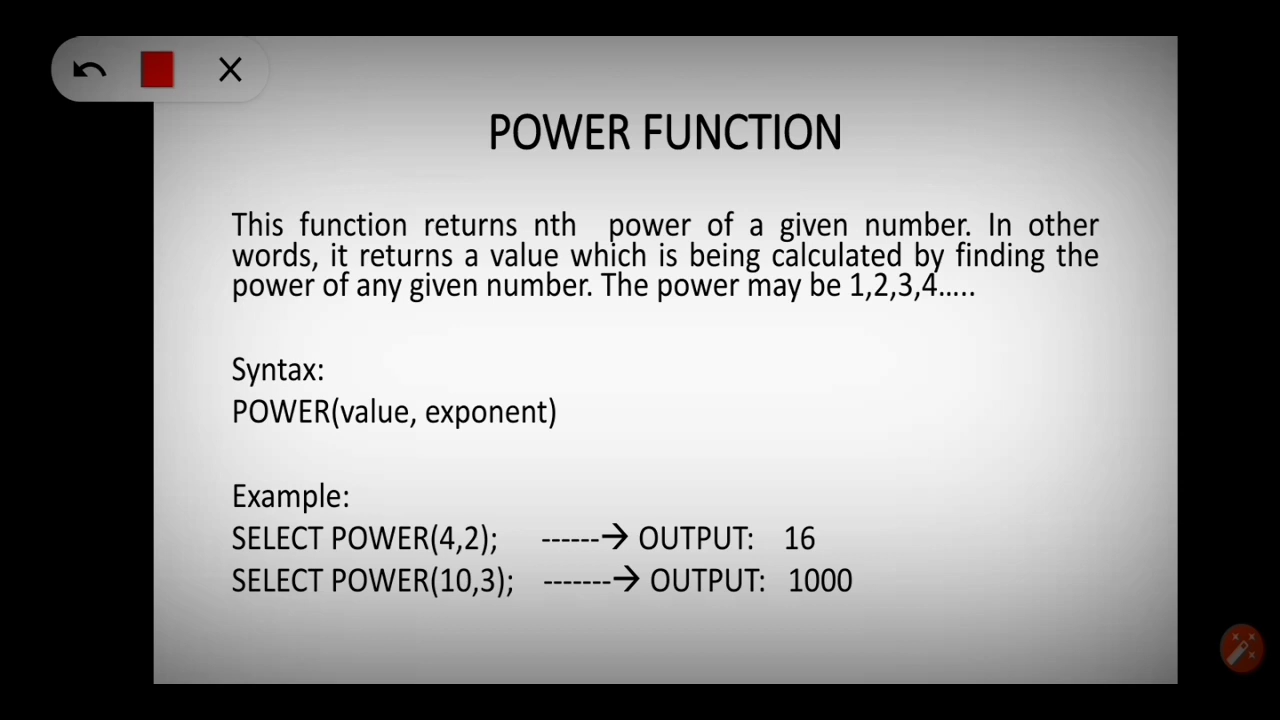 POWER FUNCTION
This function returns nth power of a given number. In other
words, it returns a value which is being calculated by finding the
power of any given number. The power may be 1,2,3,4.....
Syntax:
POWER(value, exponent)
Example:
SELECT POWER(4,2); ------→ OUTPUT: 16
SELECT POWER(10,3); -------→ OUTPUT: 1000